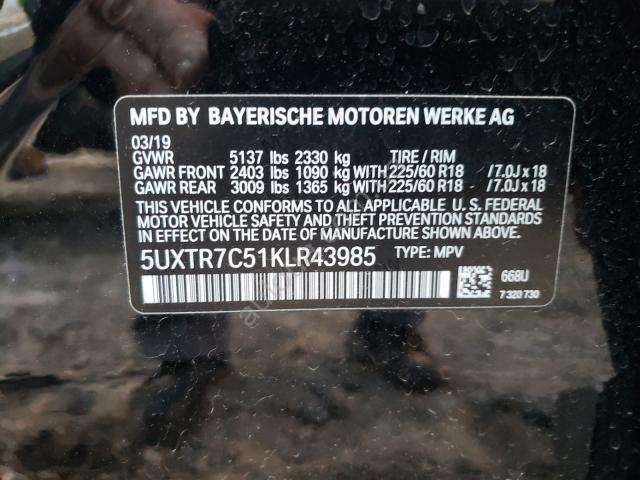 MFD BY BAYERISCHE MOTOREN WERKE AG
03/19
GVWR 5137 lbs 2330 kg TIRE / RIM
GAWR FRONT 2403 lbs 1090 kg WITH 225/60 R18 / 7.0J x 18
GAWR REAR 3009 lbs 1365 kg WITH 225/60 R18 / 7.0J x 18
THIS VEHICLE CONFORMS TO ALL APPLICABLE U. S. FEDERAL
MOTOR VEHICLE SAFETY AND THEFT PREVENTION STANDARDS
IN EFFECT ON THE DATE OF MANUFACTURE SHOWN ABOVE.
5UXTR7C51KLR43985 TYPE: MPV
668U
7 320 730